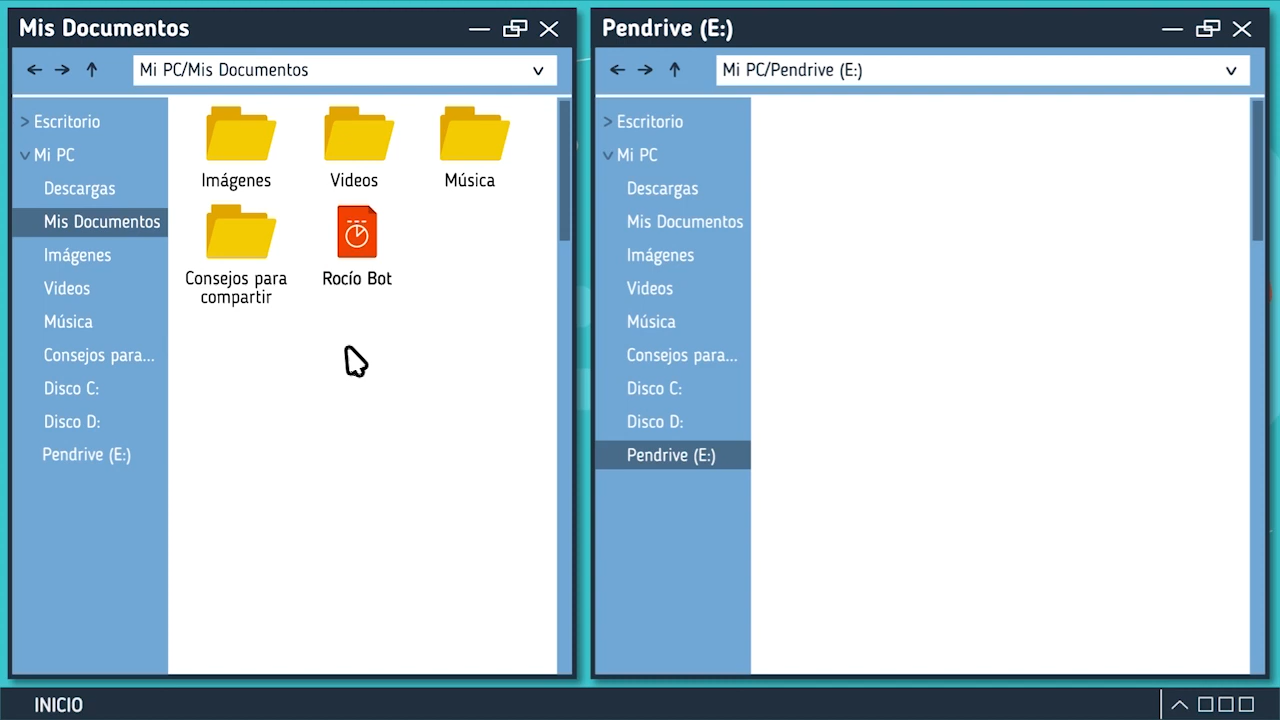 Mis Documentos
Mi PC/Mis Documentos
Escritorio
Mi PC
Descargas
Mis Documentos
Imágenes
Videos
Música
Consejos para...
Disco C:
Disco D:
Pendrive (E:)
Imágenes
Videos
Música
Consejos para
compartir
Rocío Bot
Pendrive (E:)
Mi PC/Pendrive (E:)
Escritorio
Mi PC
Descargas
Mis Documentos
Imágenes
Videos
Música
Consejos para...
Disco C:
Disco D:
Pendrive (E:)
INICIO